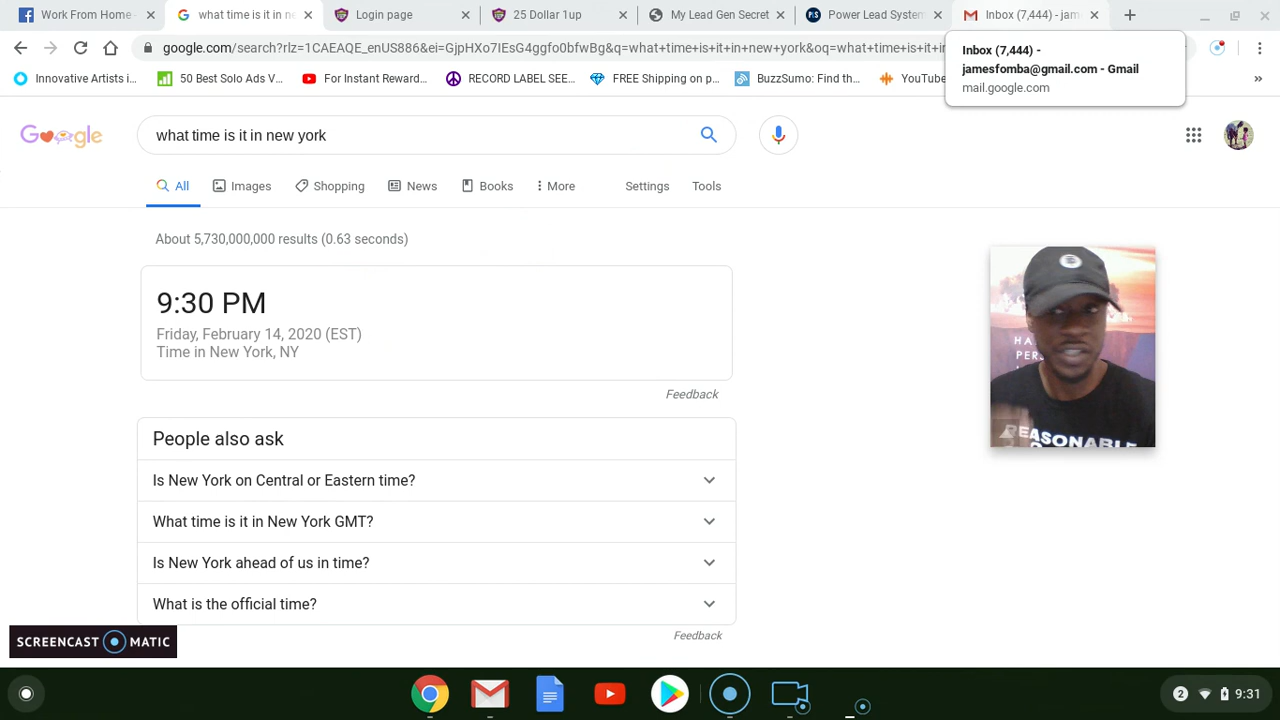 Work From Home -
what time is it in n
Login page
25 Dollar 1up
My Lead Gen Secret
Power Lead System
Inbox (7,444) - jam
google.com/search?rlz=1CAEAQE_enUS886&ei=GjpHXo7IEsG4ggfo0bfwBg&q=what+time+is+it+in+new+york&oq=what+time+is+it+in
Inbox (7,444) -
jamesfomba@gmail.com - Gmail
mail.google.com
Innovative Artists i
50 Best Solo Ads V...
For Instant Reward...
RECORD LABEL SEE...
FREE Shipping on p...
BuzzSumo: Find th...
YouTube
Google
what time is it in new york
All
Images
Shopping
News
Books
More
Settings
Tools
About 5,730,000,000 results (0.63 seconds)
9:30 PM
Friday, February 14, 2020 (EST)
Time in New York, NY
Feedback
People also ask
Is New York on Central or Eastern time?
What time is it in New York GMT?
Is New York ahead of us in time?
What is the official time?
Feedback
REASONABLE
SCREENCAST MATIC
2
9:31